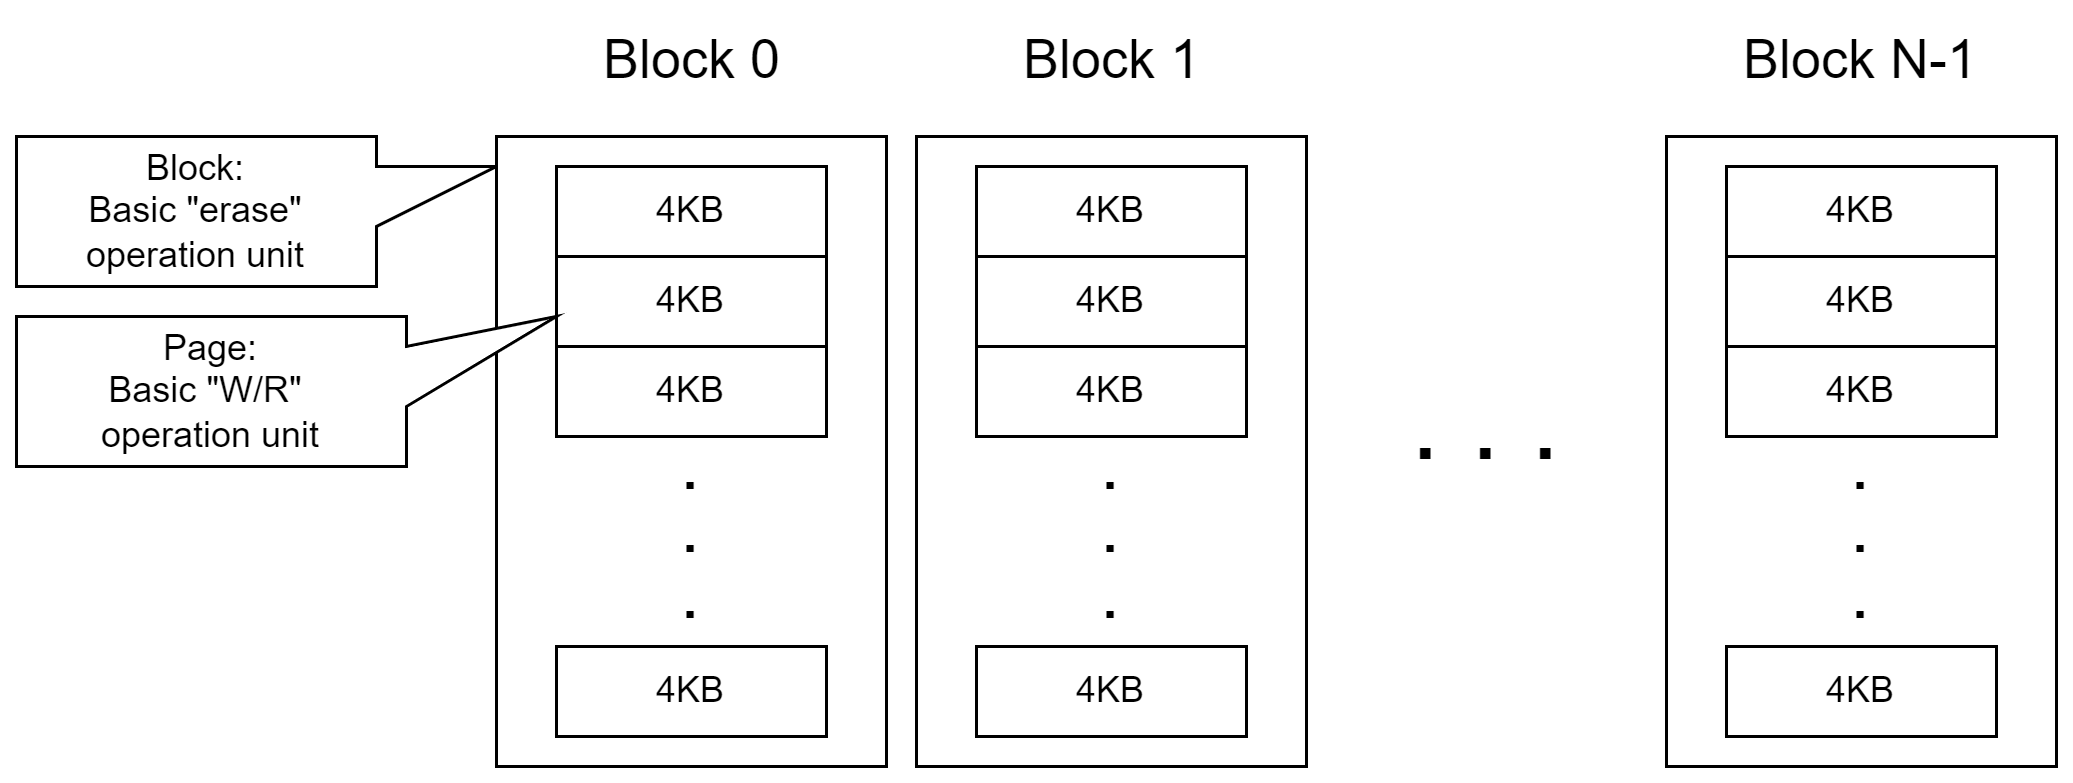 Block 0
Block 1
Block N-1
Block:
Basic "erase"
operation unit
Page:
Basic "W/R"
operation unit
4KB
4KB
4KB
.
.
.
4KB
4KB
4KB
4KB
.
.
.
4KB
. . .
4KB
4KB
4KB
.
.
.
4KB